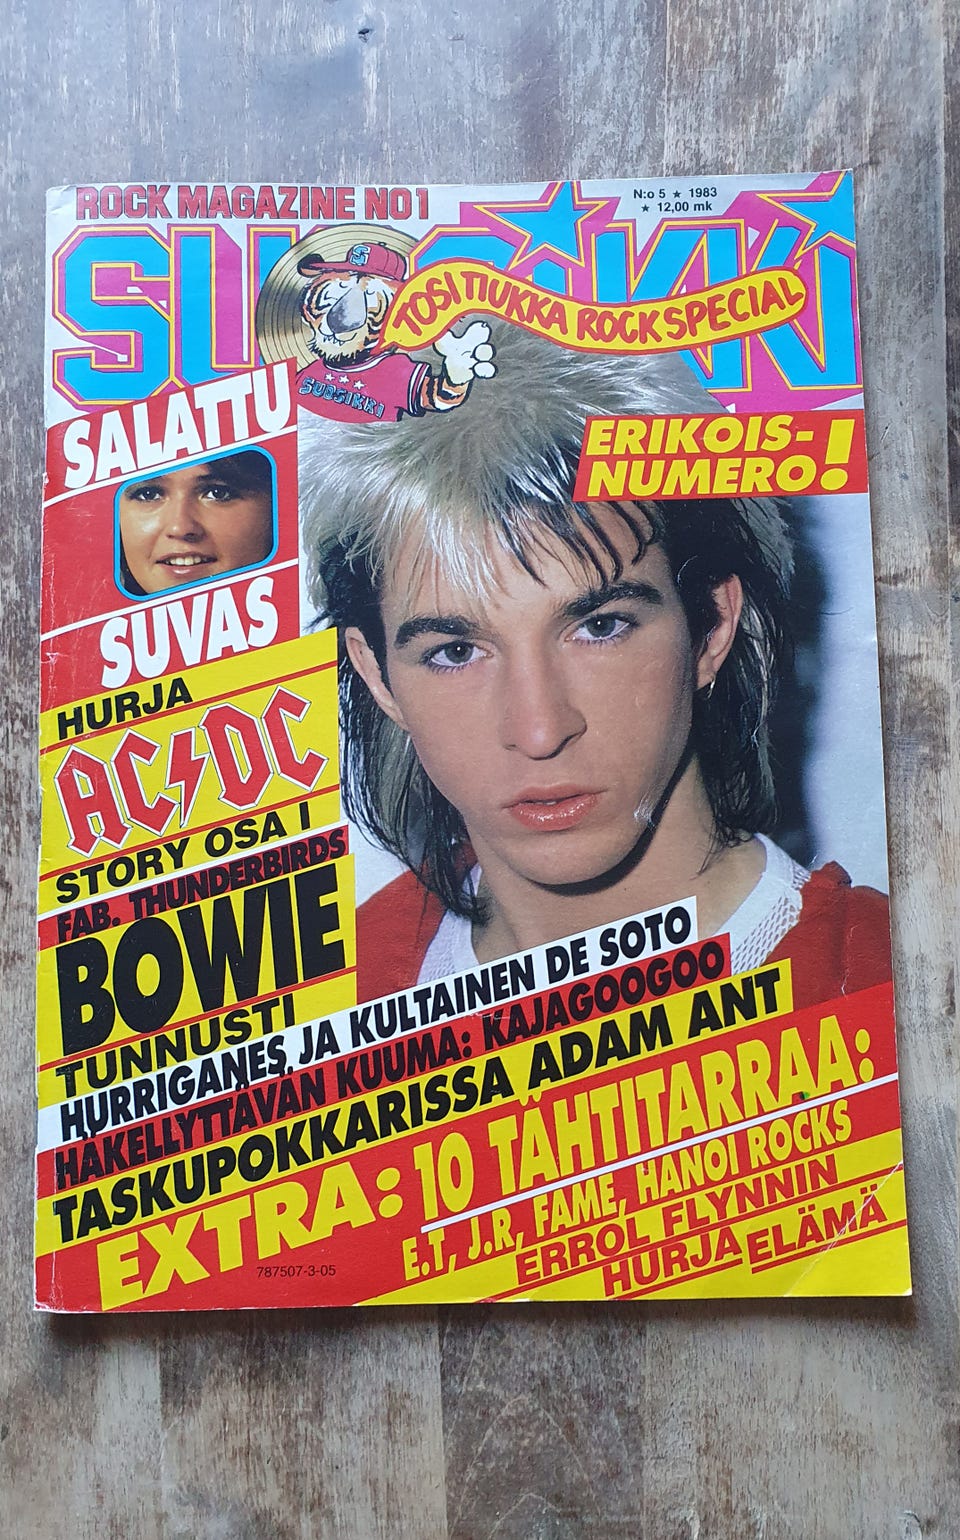 ROCK MAGAZINE NO1
N:o 5 ★ 1983
★ 12,00 mk
SUOSIKKI
TOSI TIUKKA ROCK SPECIAL
S
SUOSIKKI
SALATTU
ERIKOIS-
NUMERO!
SUVAS
HURJA
AC⚡DC
STORY OSA I
FAB. THUNDERBIRDS
BOWIE
TUNNUSTI
HURRIGANES JA KULTAINEN DE SOTO
HÄKELLYTTÄVÄN KUUMA: KAJAGOOGOO
TASKUPOKKARISSA ADAM ANT
EXTRA: 10 TÄHTITARRAA:
E.T, J.R, FAME, HANOI ROCKS
ERROL FLYNNIN
HURJA ELÄMÄ
787507-3-05